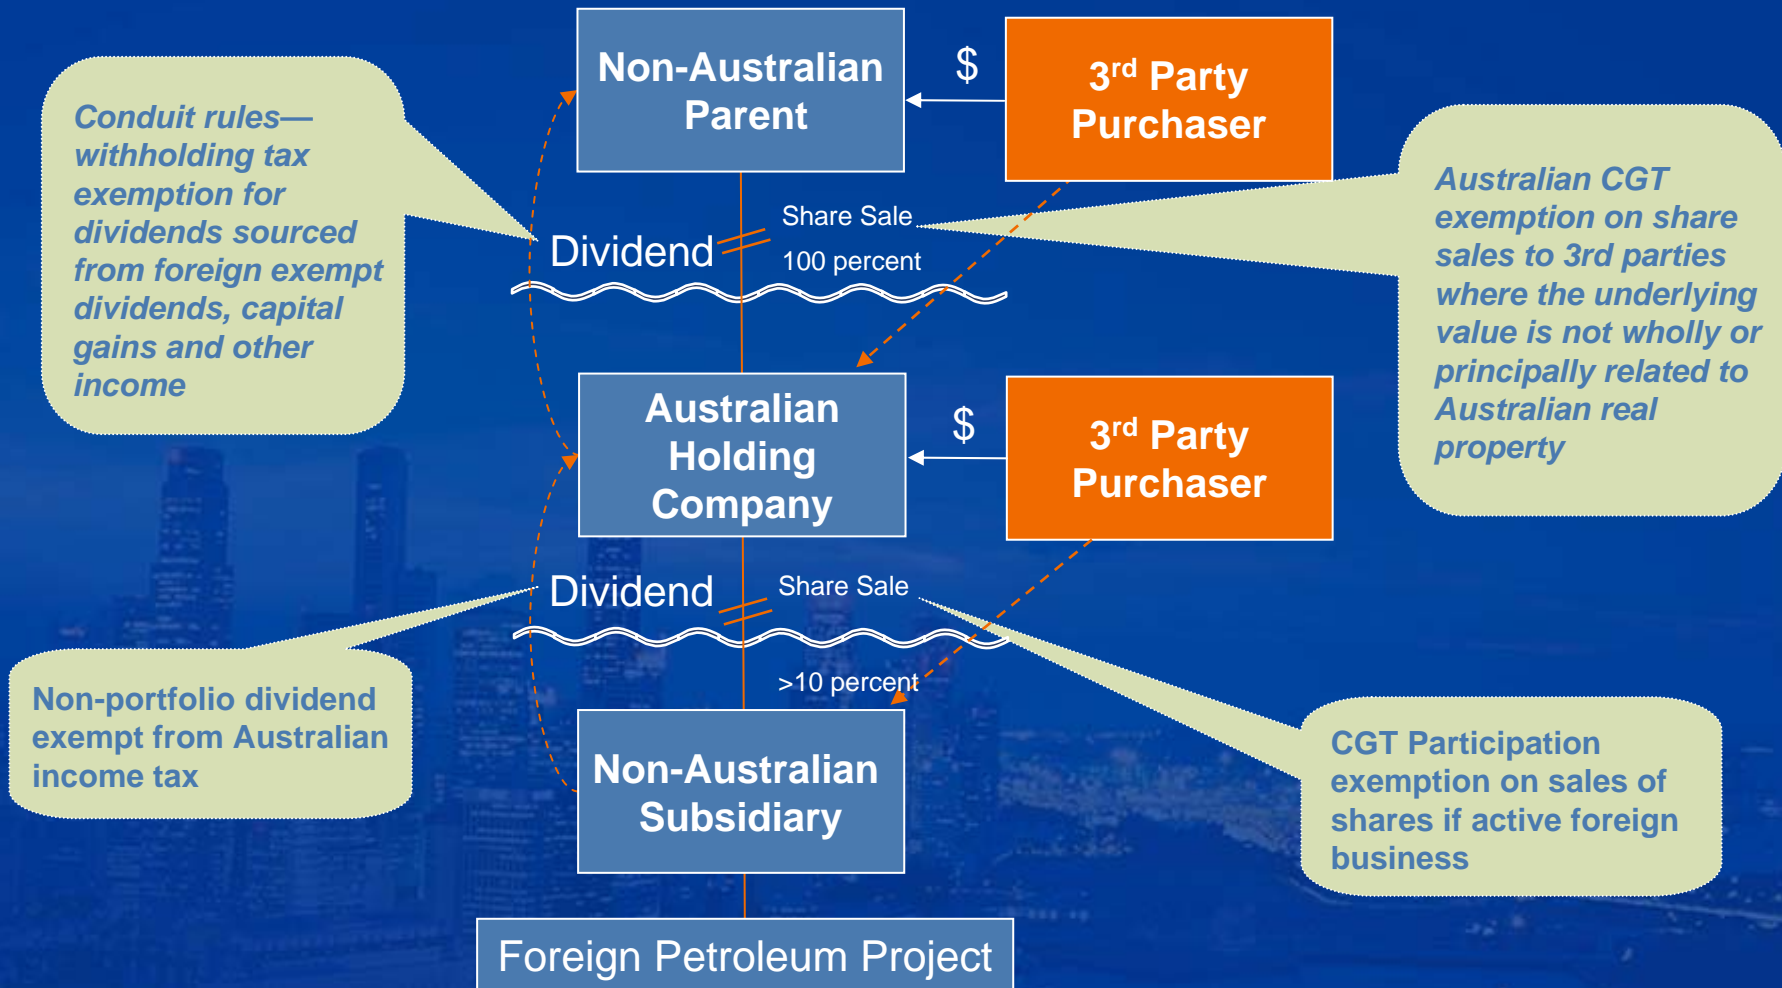 Non-Australian
Parent
$
3rd Party
Purchaser
Conduit rules—
withholding tax
exemption for
dividends sourced
from foreign exempt
dividends, capital
gains and other
income
Australian CGT
exemption on share
sales to 3rd parties
where the underlying
value is not wholly or
principally related to
Australian real
property
Dividend
Share Sale
100 percent
Australian
Holding
Company
$
3rd Party
Purchaser
Dividend
Share Sale
>10 percent
Non-portfolio dividend
exempt from Australian
income tax
Non-Australian
Subsidiary
CGT Participation
exemption on sales of
shares if active foreign
business
Foreign Petroleum Project